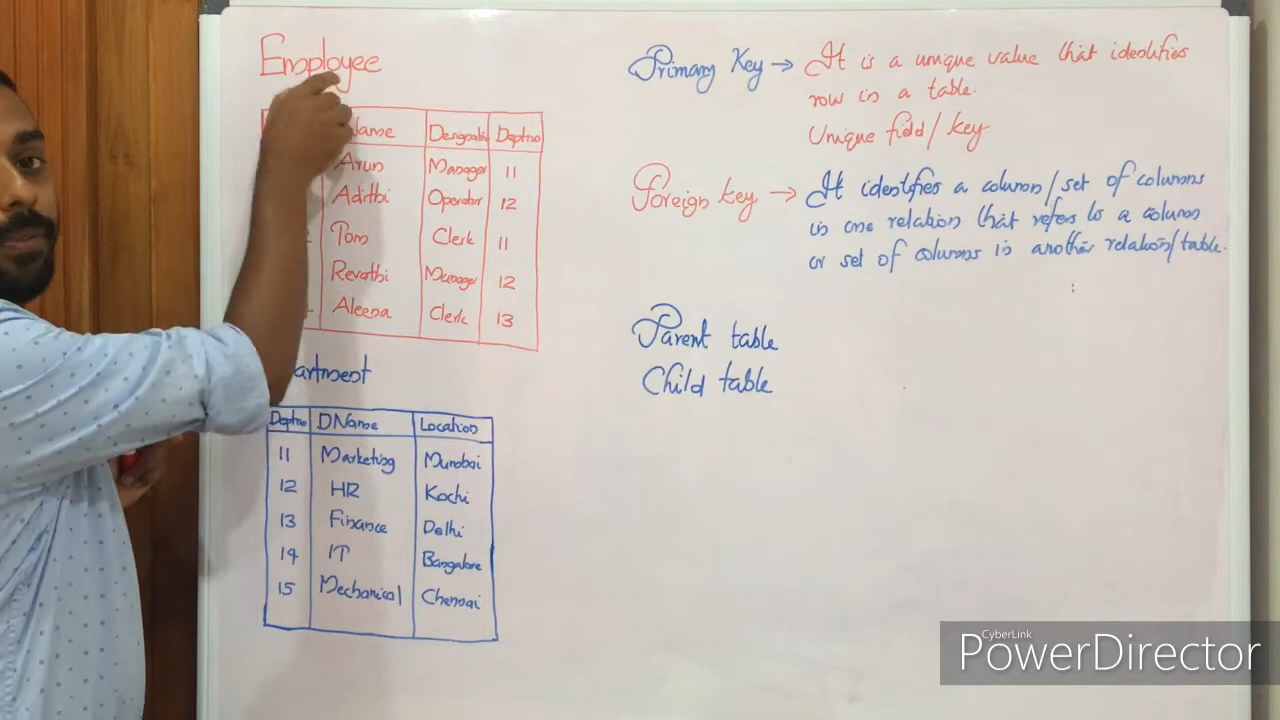 Employee
Name Designation Deptno
Arun Manager 11
Adithi Operator 12
Tom Clerk 11
Revathi Manager 12
Aleena Clerk 13
artment
Deptno DName Location
11 Marketing Mumbai
12 HR Kochi
13 Finance Delhi
14 IT Bangalore
15 Mechanical Chennai
Primary Key → It is a unique value that identifies
row in a table.
Unique field/key
Foreign key → It identifies a column/set of columns
in one relation that refers to a column
or set of columns in another relation/table.
Parent table
Child table
CyberLink
PowerDirector